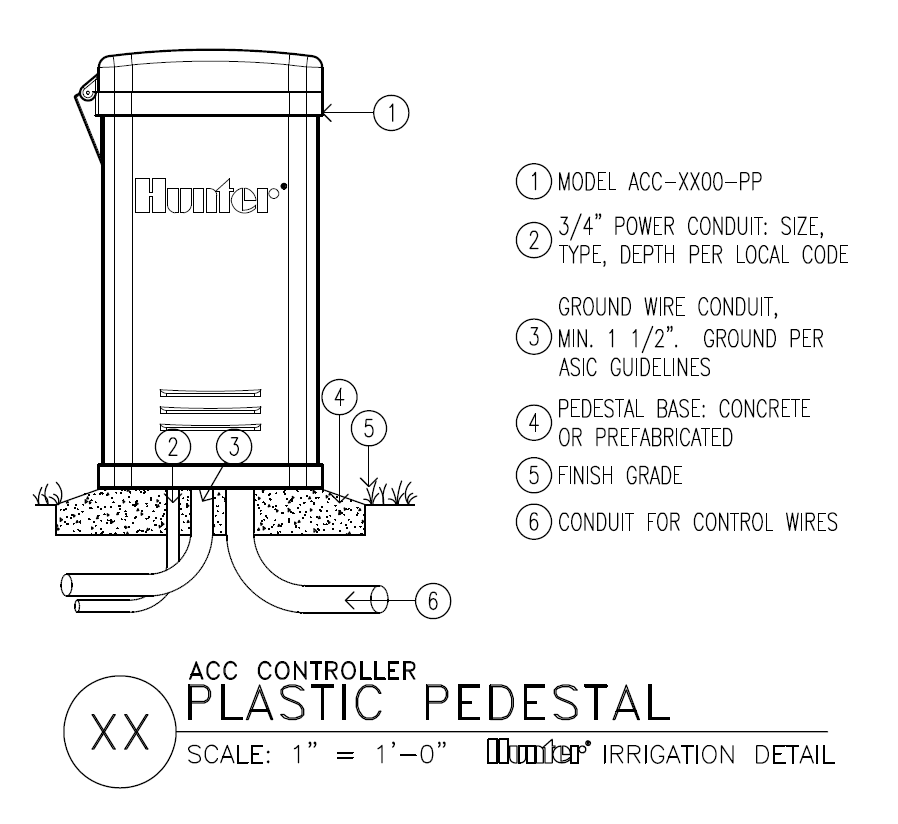 1
Hunter
1 MODEL ACC-XX00-PP
2 3/4" POWER CONDUIT: SIZE,
TYPE, DEPTH PER LOCAL CODE
GROUND WIRE CONDUIT,
3 MIN. 1 1/2". GROUND PER
ASIC GUIDELINES
4 PEDESTAL BASE: CONCRETE
OR PREFABRICATED
5 FINISH GRADE
6 CONDUIT FOR CONTROL WIRES
4
5
2 3
6
ACC CONTROLLER
PLASTIC PEDESTAL
XX
SCALE: 1" = 1'-0" Hunter IRRIGATION DETAIL